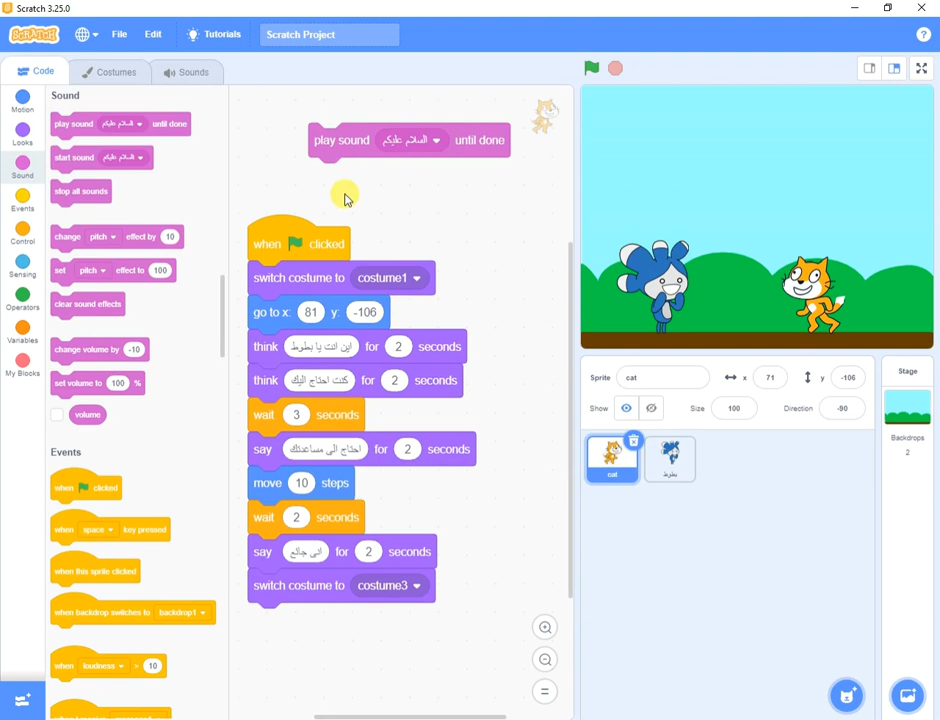 Scratch 3.25.0
SCRATCH File Edit Tutorials Scratch Project ?
Code Costumes Sounds
Motion
Looks
Sound
Events
Control
Sensing
Operators
Variables
My Blocks
Sound
play sound السلام عليكم until done
start sound السلام عليكم
stop all sounds
change pitch effect by 10
set pitch effect to 100
clear sound effects
change volume by -10
set volume to 100 %
volume
Events
when clicked
when space key pressed
when this sprite clicked
when backdrop switches to backdrop1
when loudness > 10
play sound السلام عليكم until done
when clicked
switch costume to costume1
go to x: 81 y: -106
think اين انت يا بطوط for 2 seconds
think كنت احتاج اليك for 2 seconds
wait 3 seconds
say احتاج الى مساعدتك for 2 seconds
move 10 steps
wait 2 seconds
say انى جائع for 2 seconds
switch costume to costume3
Sprite cat x 71 y -106
Show Size 100 Direction -90
cat
بطوط
Stage
Backdrops
2